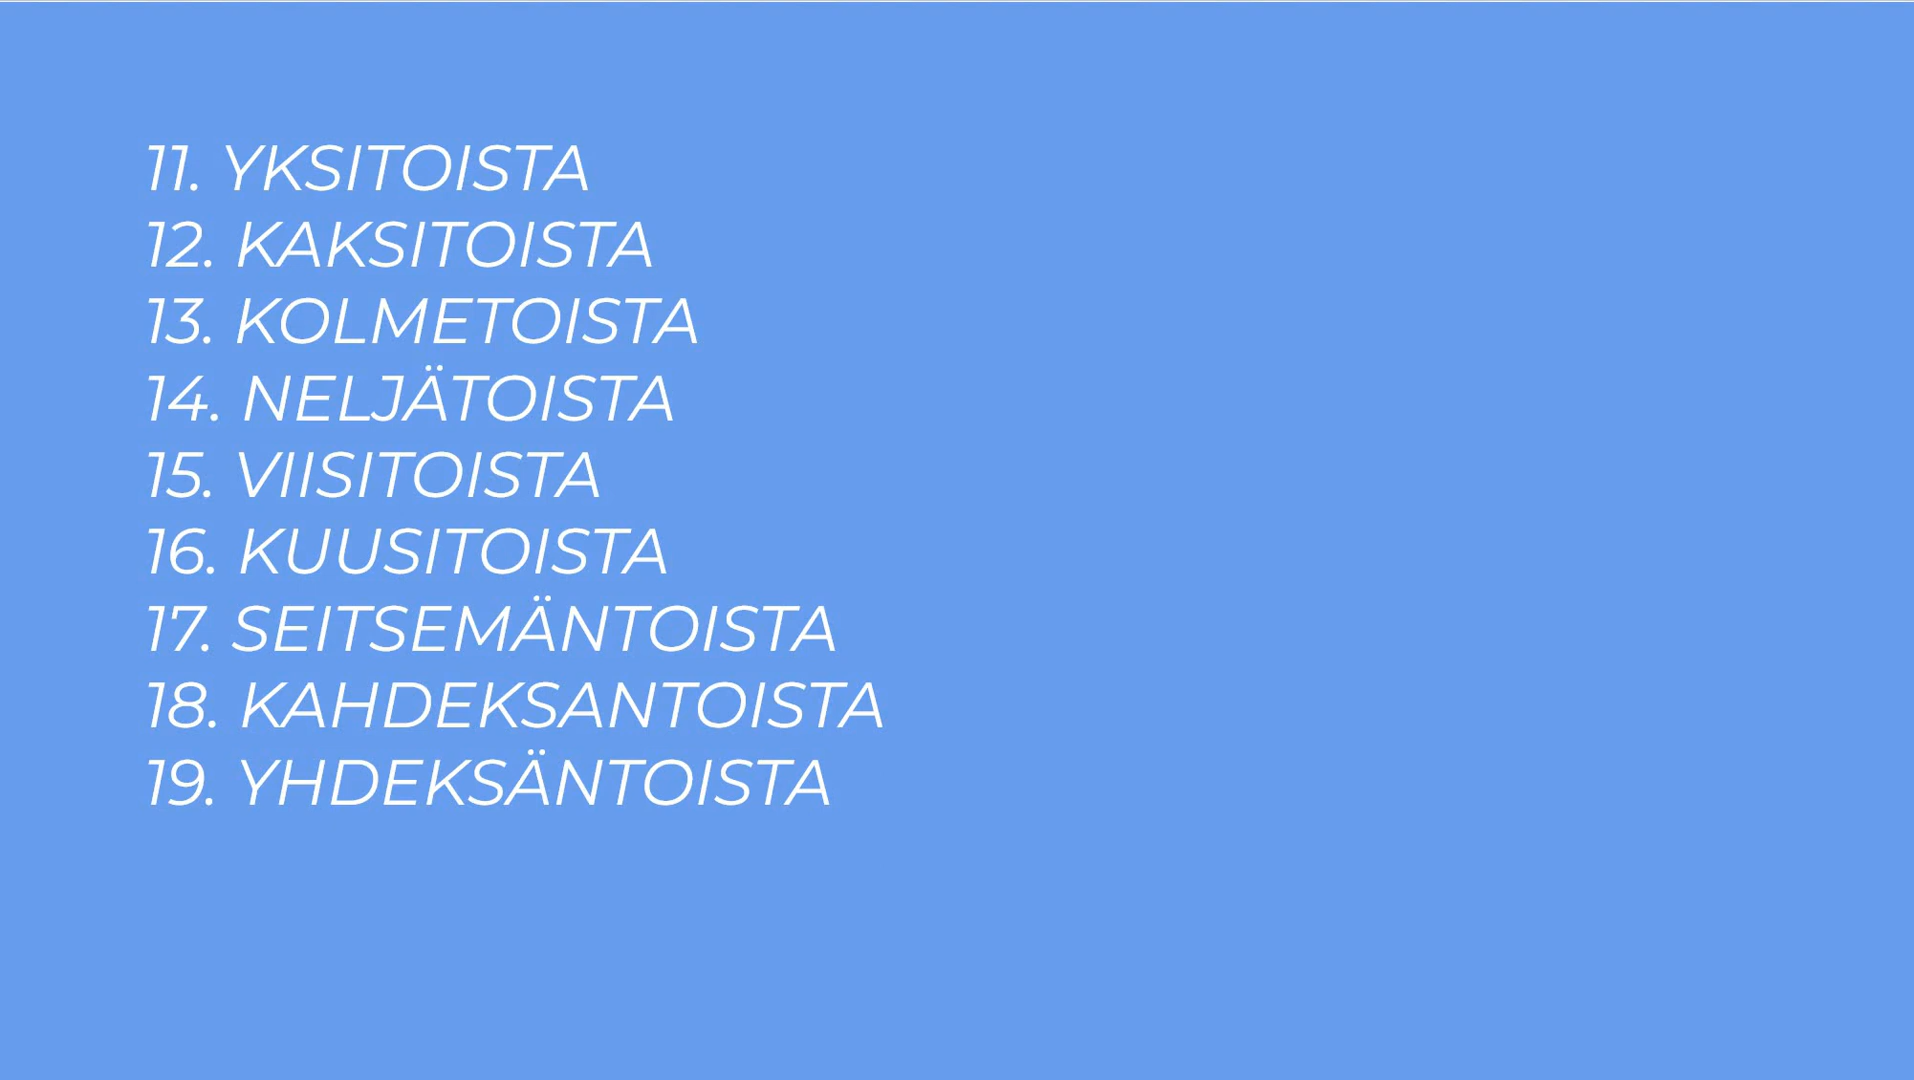 11. YKSITOISTA
12. KAKSITOISTA
13. KOLMETOISTA
14. NELJÄTOISTA
15. VIISITOISTA
16. KUUSITOISTA
17. SEITSEMÄNTOISTA
18. KAHDEKSANTOISTA
19. YHDEKSÄNTOISTA